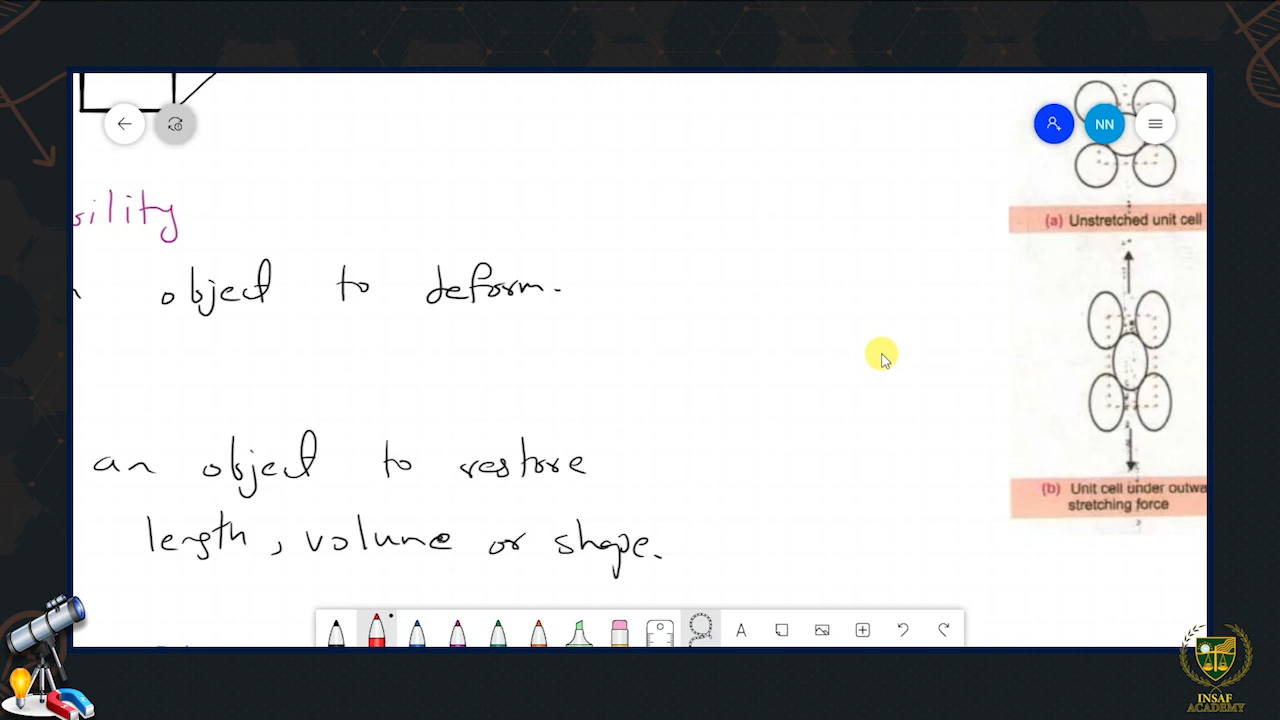 NN
(a) Unstretched unit cell
sility
object to deform.
an object to restore
length, volume or shape.
(b) Unit cell under outwa
stretching force
A
INSAF
ACADEMY